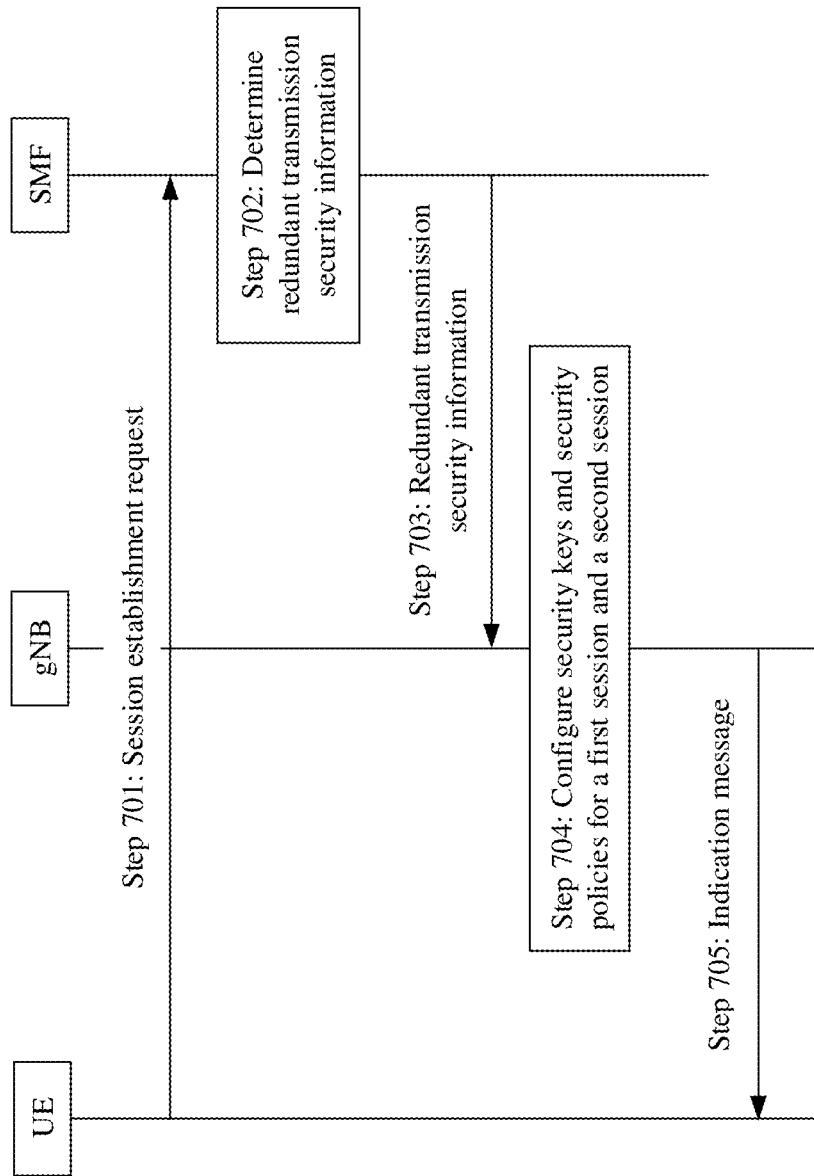 UE
gNB
SMF
Step 701: Session establishment request
Step 702: Determine
redundant transmission
security information
Step 703: Redundant transmission
security information
Step 704: Configure security keys and security
policies for a first session and a second session
Step 705: Indication message